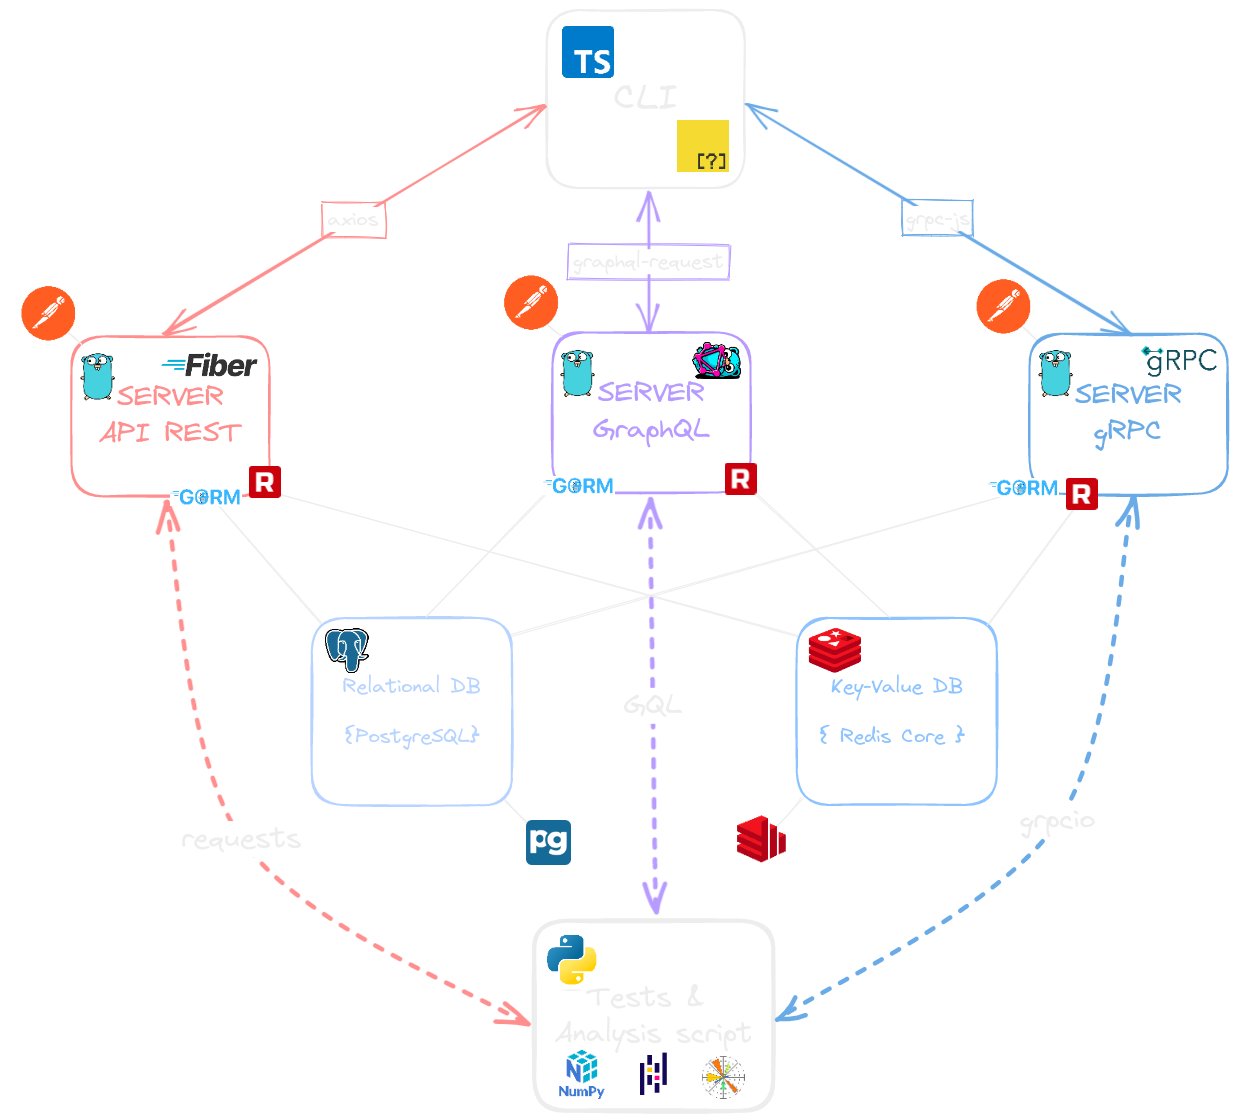 TS
CLI
[?]
axios
graphql-request
grpc-js
Fiber
SERVER
API REST
GORM
R
SERVER
GraphQL
GORM
R
gRPC
SERVER
gRPC
GORM
R
Relational DB
{PostgreSQL}
pg
Key-Value DB
{ Redis Core }
GQL
requests
grpcio
Tests &
Analysis script
NumPy